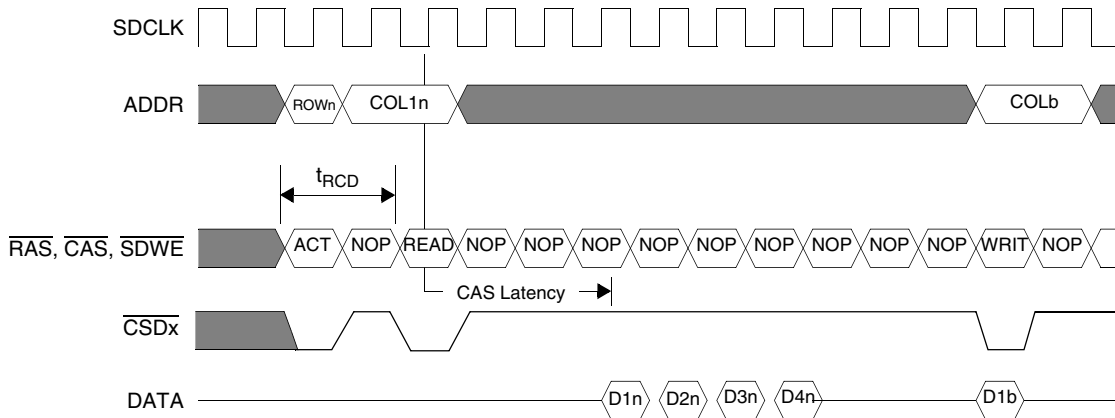 SDCLK
ADDR ROWn COL1n COLb
tRCD
RAS, CAS, SDWE ACT NOP READ NOP NOP NOP NOP NOP NOP NOP NOP NOP WRIT NOP
CAS Latency
CSDx
DATA D1n D2n D3n D4n D1b